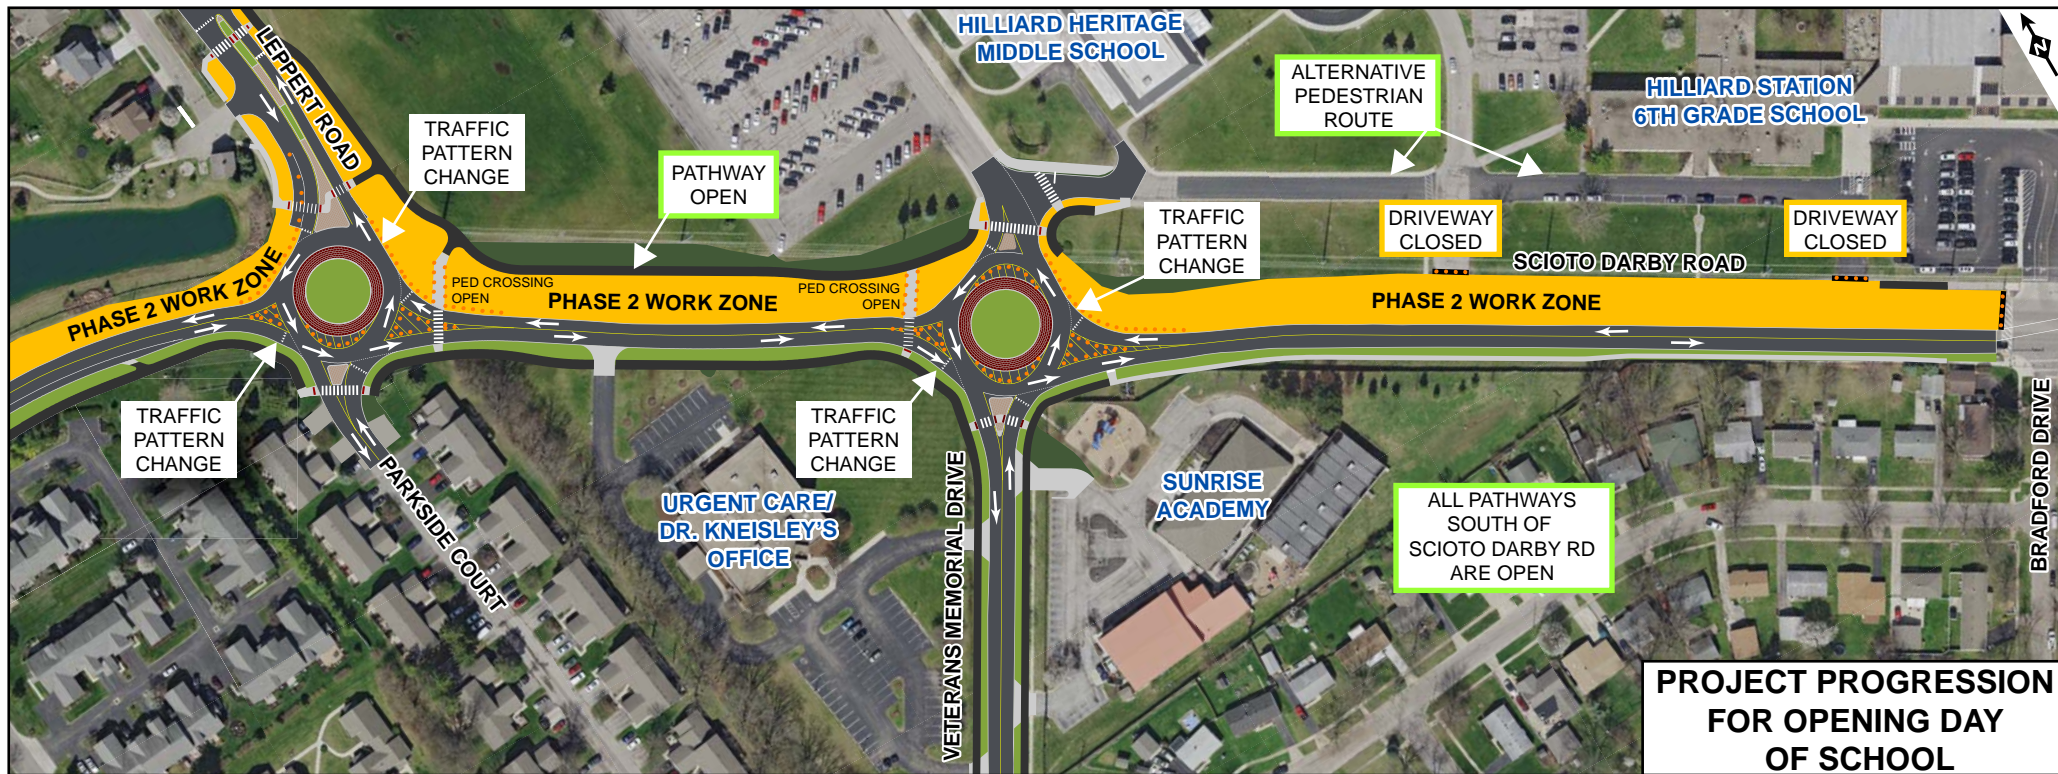 HILLIARD HERITAGE
MIDDLE SCHOOL
LEPPERT ROAD
TRAFFIC
PATTERN
CHANGE
PATHWAY
OPEN
ALTERNATIVE
PEDESTRIAN
ROUTE
HILLIARD STATION
6TH GRADE SCHOOL
N
TRAFFIC
PATTERN
CHANGE
DRIVEWAY
CLOSED
DRIVEWAY
CLOSED
SCIOTO DARBY ROAD
PHASE 2 WORK ZONE
PED CROSSING
OPEN
PHASE 2 WORK ZONE
PED CROSSING
OPEN
PHASE 2 WORK ZONE
TRAFFIC
PATTERN
CHANGE
PARKSIDE COURT
URGENT CARE/
DR. KNEISLEY'S
OFFICE
TRAFFIC
PATTERN
CHANGE
VETERANS MEMORIAL DRIVE
SUNRISE
ACADEMY
ALL PATHWAYS
SOUTH OF
SCIOTO DARBY RD
ARE OPEN
BRADFORD DRIVE
PROJECT PROGRESSION
FOR OPENING DAY
OF SCHOOL